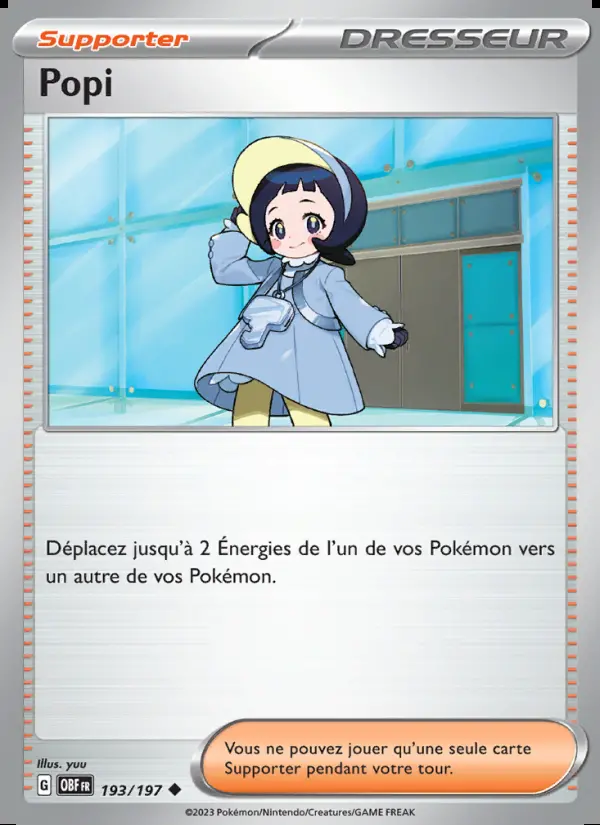 Supporter
DRESSEUR
Popi
Déplacez jusqu'à 2 Énergies de l'un de vos Pokémon vers
un autre de vos Pokémon.
Vous ne pouvez jouer qu'une seule carte
Supporter pendant votre tour.
Illus. yuu
G OBF FR 193/197 ◆
©2023 Pokémon/Nintendo/Creatures/GAME FREAK